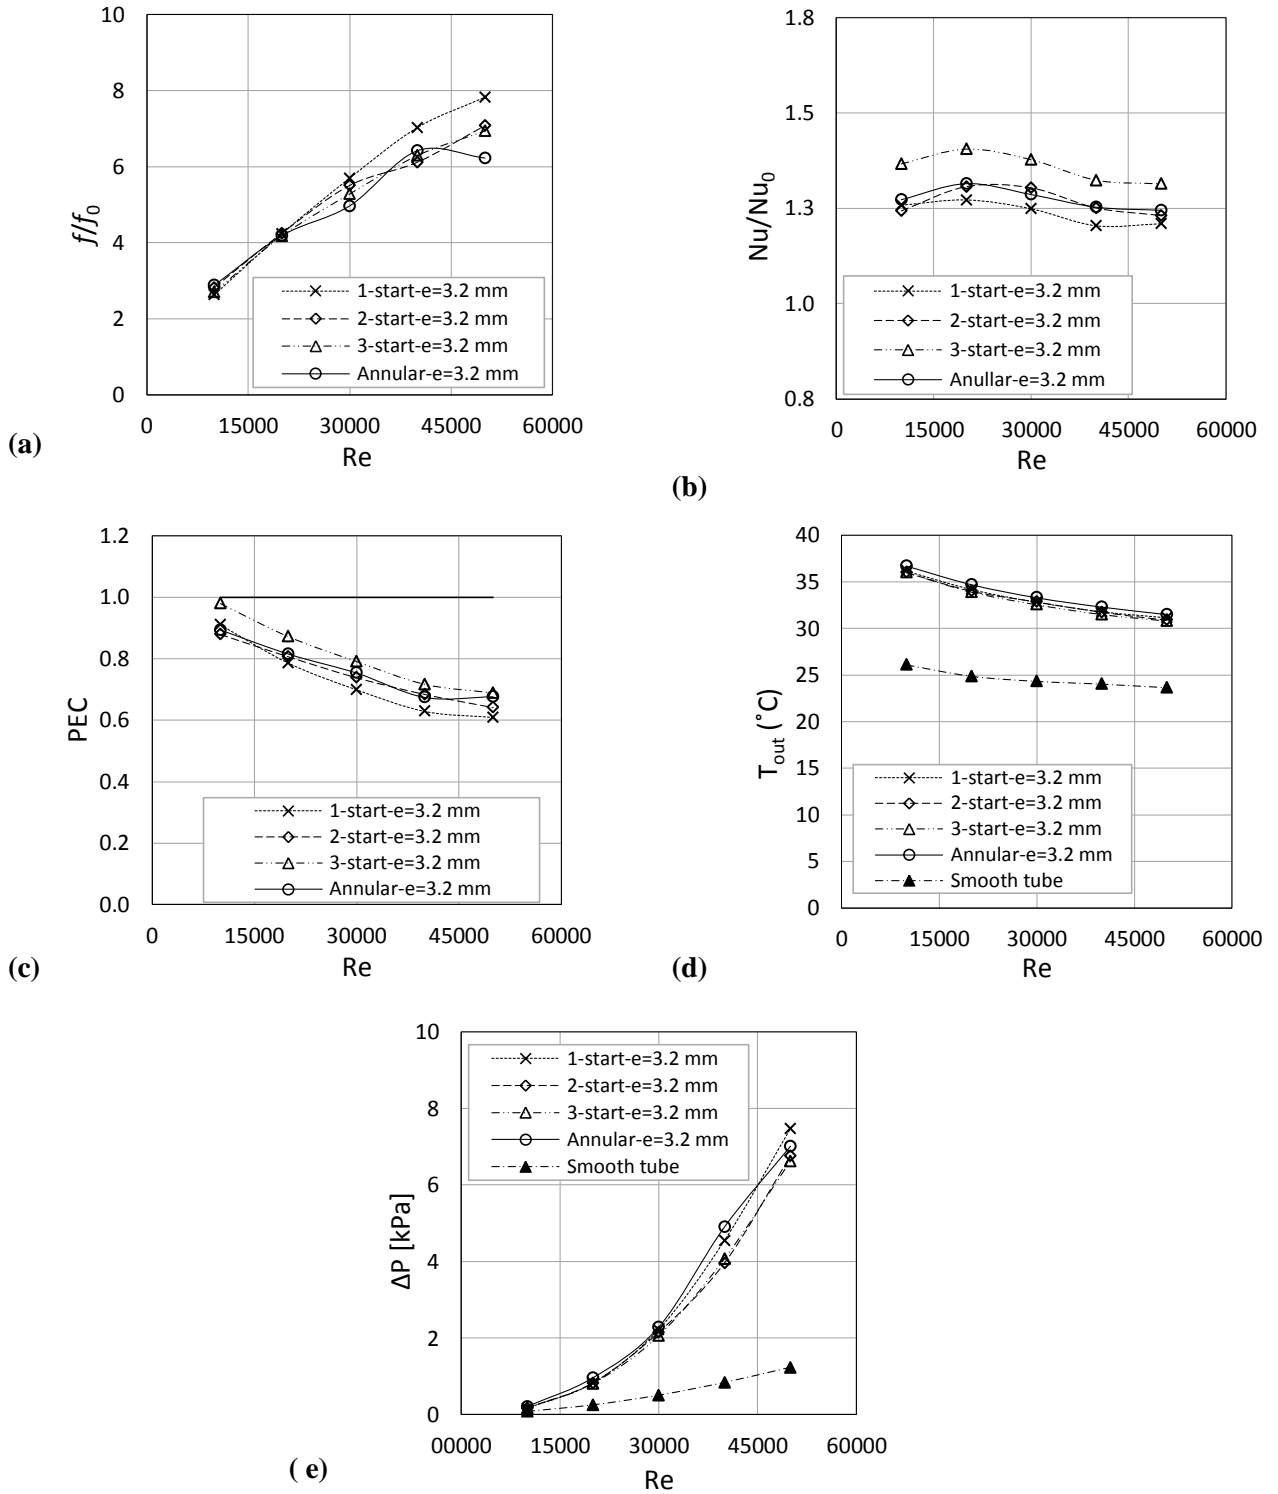 10
8
6
4
2
0
f/f0
1-start-e=3.2 mm
2-start-e=3.2 mm
3-start-e=3.2 mm
Annular-e=3.2 mm
0 15000 30000 45000 60000
Re
(a)
1.8
1.5
1.3
1.0
0.8
Nu/Nu0
1-start-e=3.2 mm
2-start-e=3.2 mm
3-start-e=3.2 mm
Anullar-e=3.2 mm
0 15000 30000 45000 60000
Re
(b)
1.2
1.0
0.8
0.6
0.4
0.2
0.0
PEC
1-start-e=3.2 mm
2-start-e=3.2 mm
3-start-e=3.2 mm
Annular-e=3.2 mm
0 15000 30000 45000 60000
Re
(c)
40
35
30
25
20
15
10
5
0
Tout (˚C)
1-start-e=3.2 mm
2-start-e=3.2 mm
3-start-e=3.2 mm
Annular-e=3.2 mm
Smooth tube
0 15000 30000 45000 60000
Re
(d)
10
8
6
4
2
0
ΔP [kPa]
1-start-e=3.2 mm
2-start-e=3.2 mm
3-start-e=3.2 mm
Annular-e=3.2 mm
Smooth tube
00000 15000 30000 45000 60000
Re
( e)